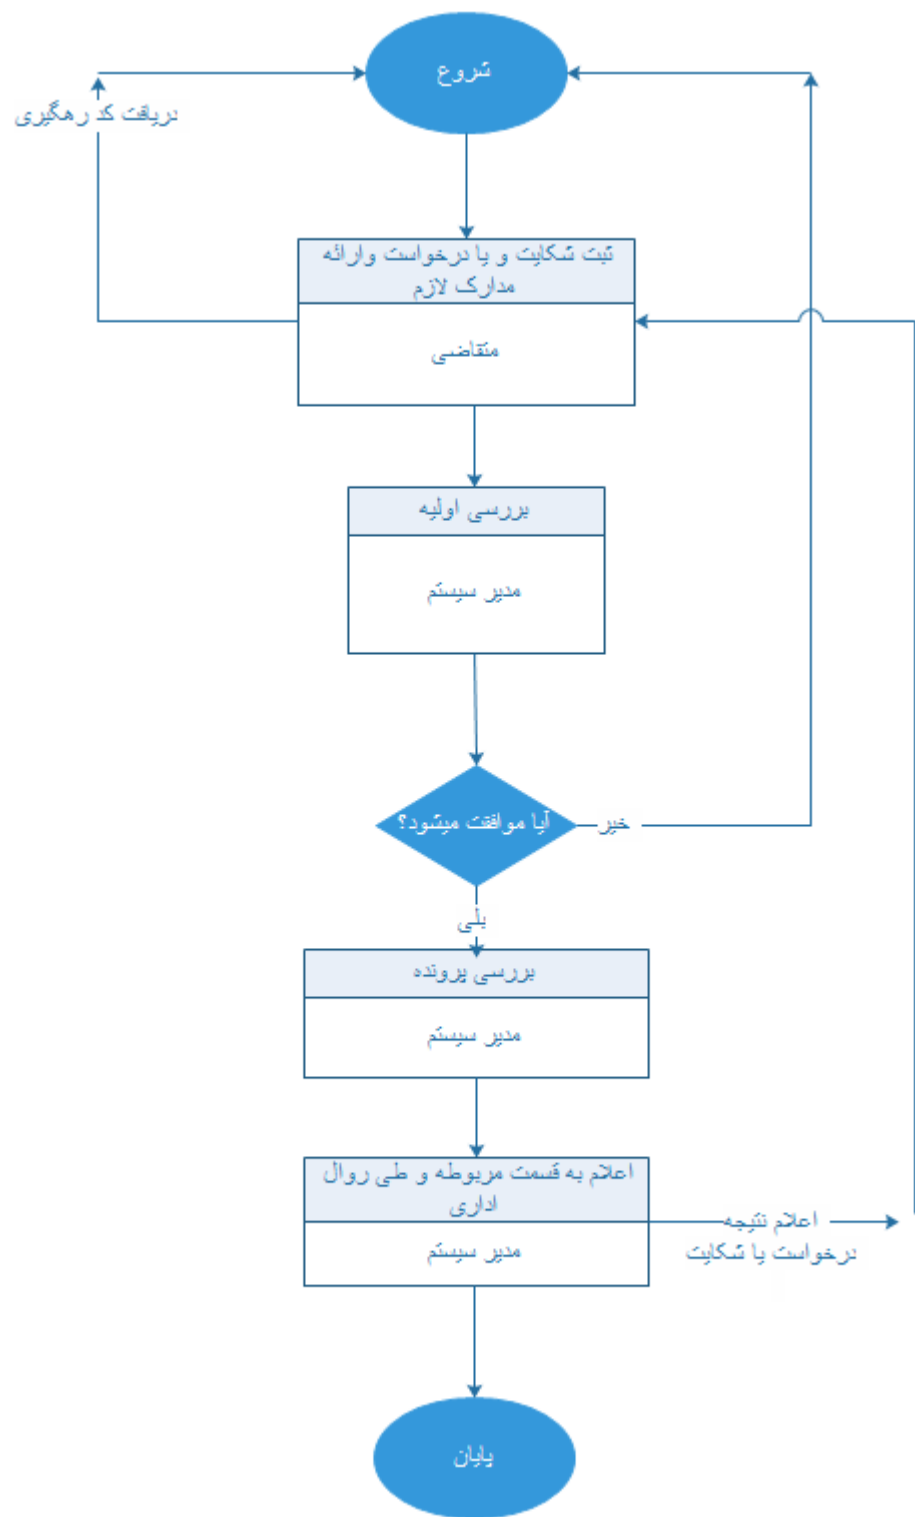 شروع
دریافت کد رهگیری
ثبت شکایت و یا درخواست وارائه
مدارک لازم
متقاضی
بررسی اولیه
مدیر سیستم
آیا موافقت میشود؟
خیر
بلی
بررسی پرونده
مدیر سیستم
اعلام به قسمت مربوطه و طی روال
اداری
اعلام نتیجه
درخواست یا شکایت
مدیر سیستم
پایان